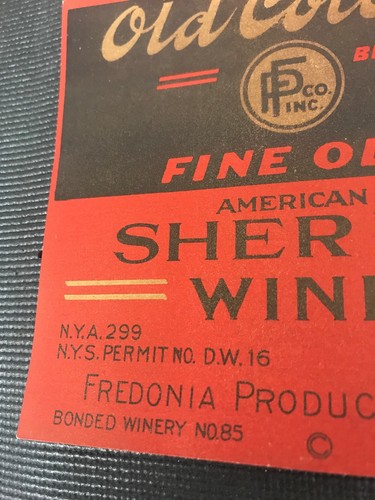 Old Col
FP CO.
INC.
FINE OL
AMERICAN
SHER
WIN
N.Y.A. 299
N.Y.S. PERMIT NO. D.W. 16
FREDONIA PRODUC
BONDED WINERY NO. 85
©